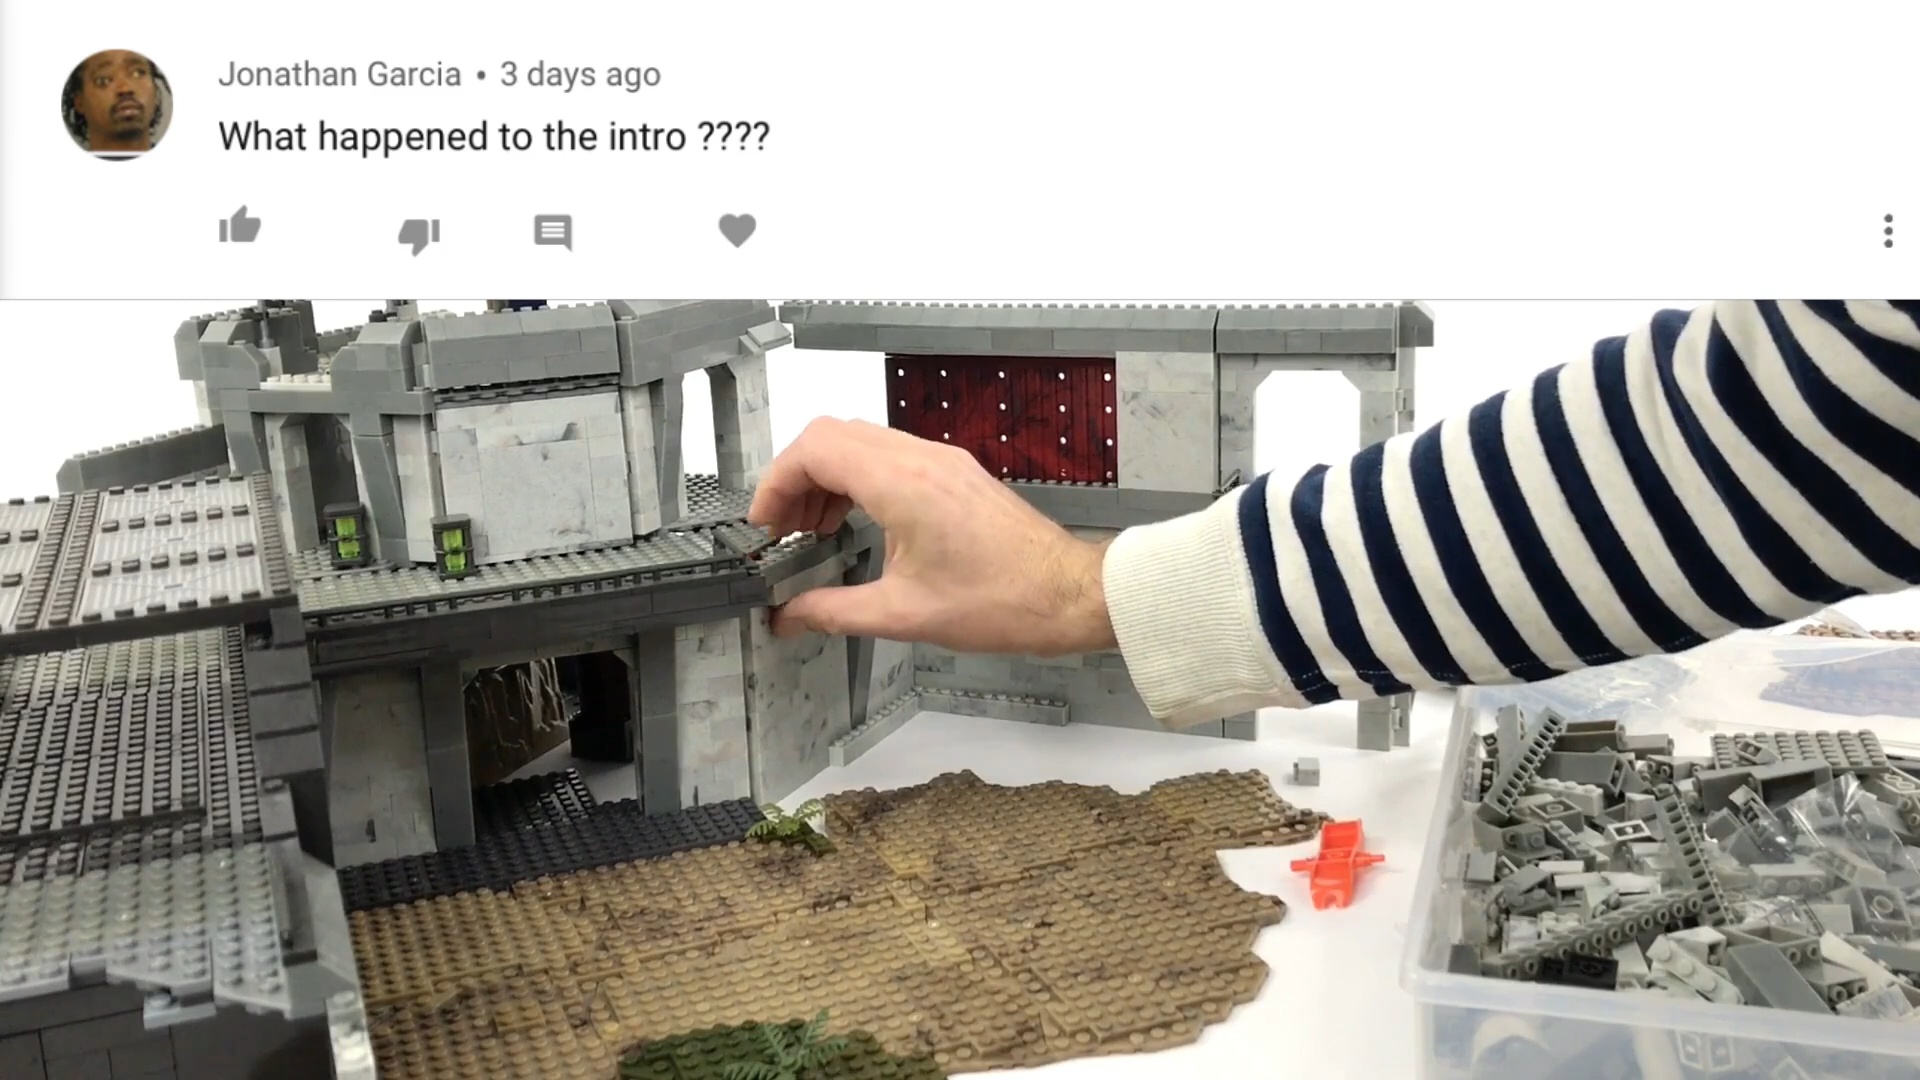 Jonathan Garcia • 3 days ago
What happened to the intro ????